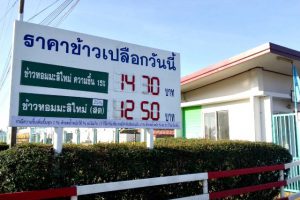 ราคาข้าวเปลือกวันนี้
ข้าวหอมมะลิใหม่ ความชื้น 15% 14 30 บาท
ข้าวหอมมะลิใหม่ (สด) 12 50 บาท